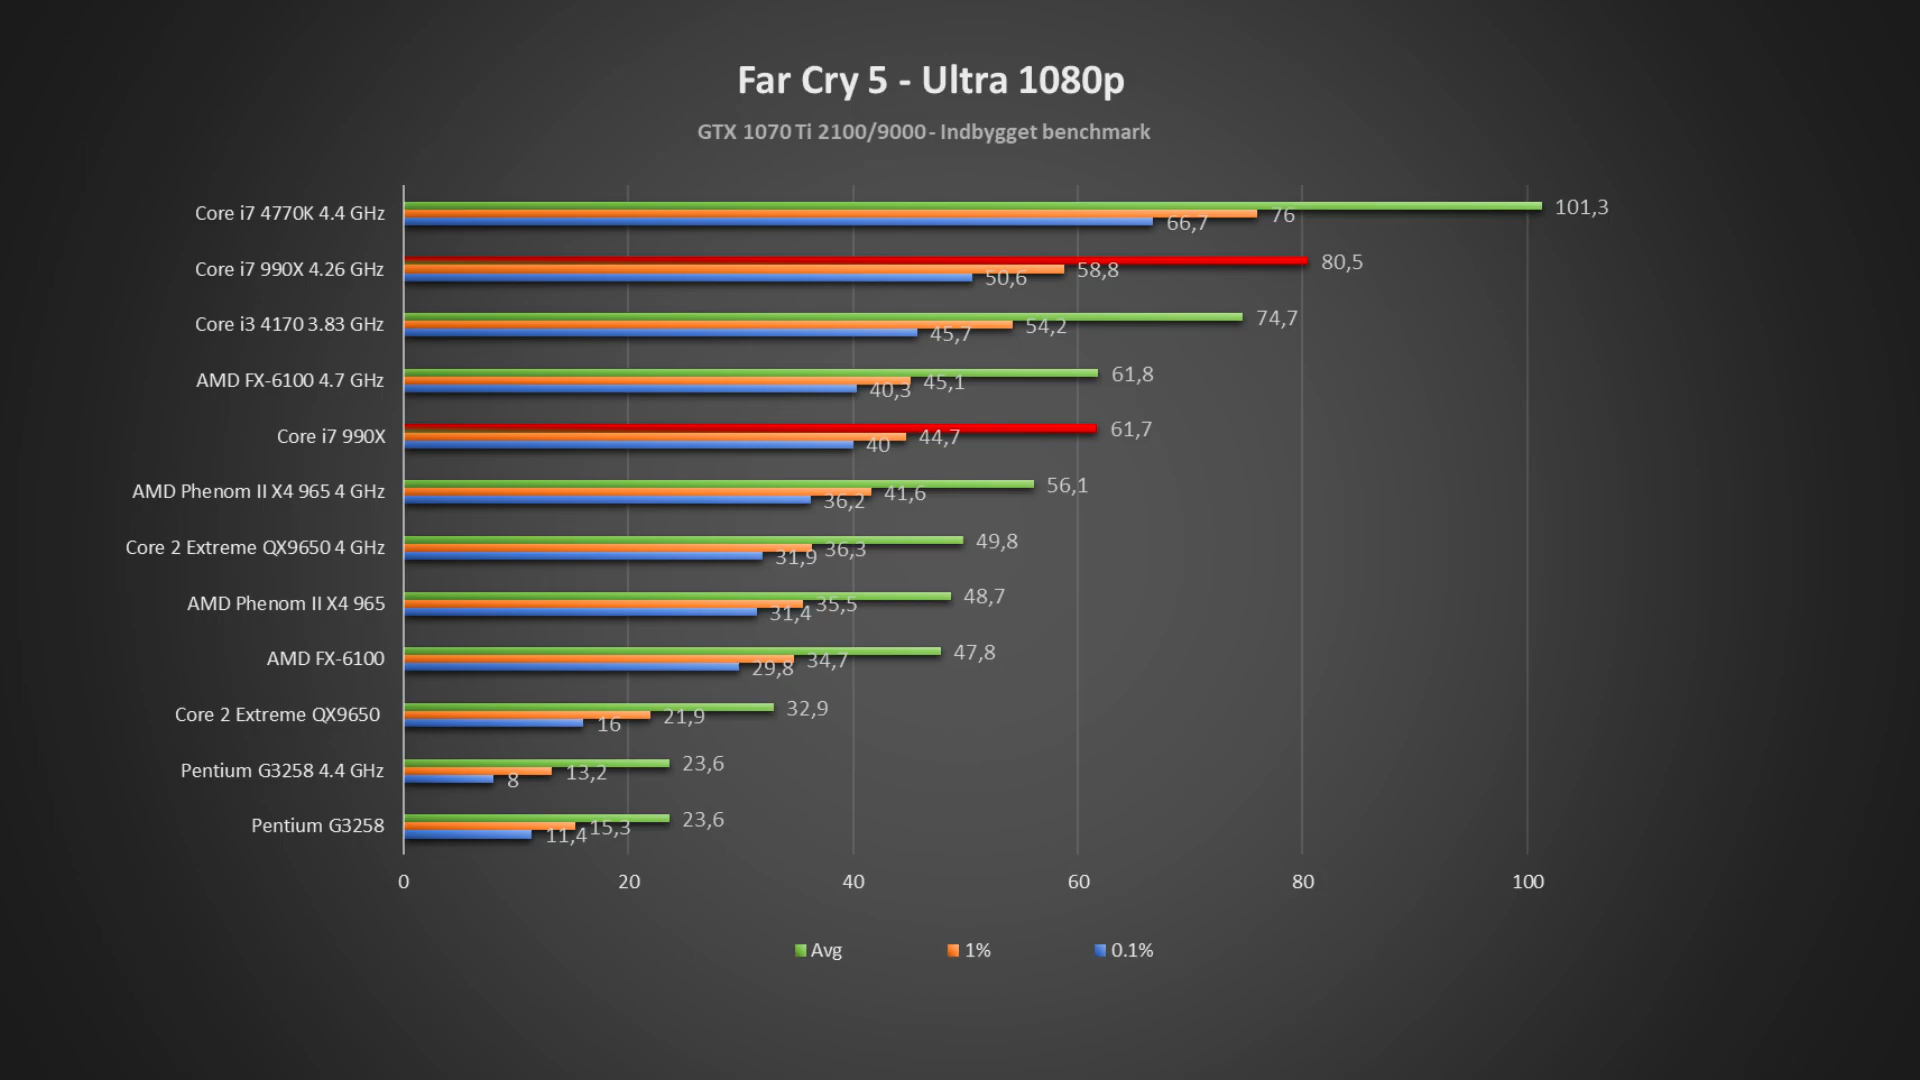 Far Cry 5 - Ultra 1080p
GTX 1070 Ti 2100/9000 - Indbygget benchmark
Core i7 4770K 4.4 GHz 101,3 76 66,7
Core i7 990X 4.26 GHz 80,5 58,8 50,6
Core i3 4170 3.83 GHz 74,7 54,2 45,7
AMD FX-6100 4.7 GHz 61,8 45,1 40,3
Core i7 990X 61,7 44,7 40
AMD Phenom II X4 965 4 GHz 56,1 41,6 36,2
Core 2 Extreme QX9650 4 GHz 49,8 36,3 31,9
AMD Phenom II X4 965 48,7 35,5 31,4
AMD FX-6100 47,8 34,7 29,8
Core 2 Extreme QX9650 32,9 21,9 16
Pentium G3258 4.4 GHz 23,6 13,2 8
Pentium G3258 23,6 15,3 11,4
0 20 40 60 80 100
Avg 1% 0.1%